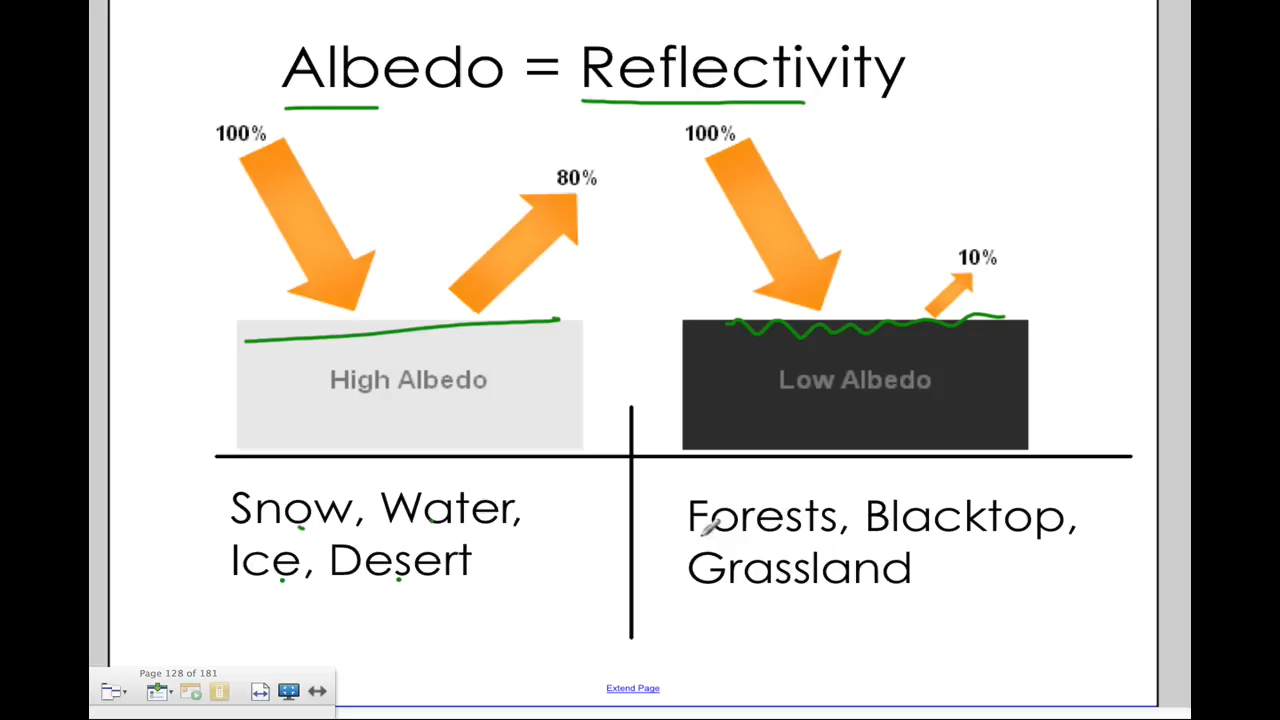 Albedo = Reflectivity
100%
80%
100%
10%
High Albedo
Low Albedo
Snow, Water,
Ice, Desert
Forests, Blacktop,
Grassland
Page 128 of 181
Extend Page